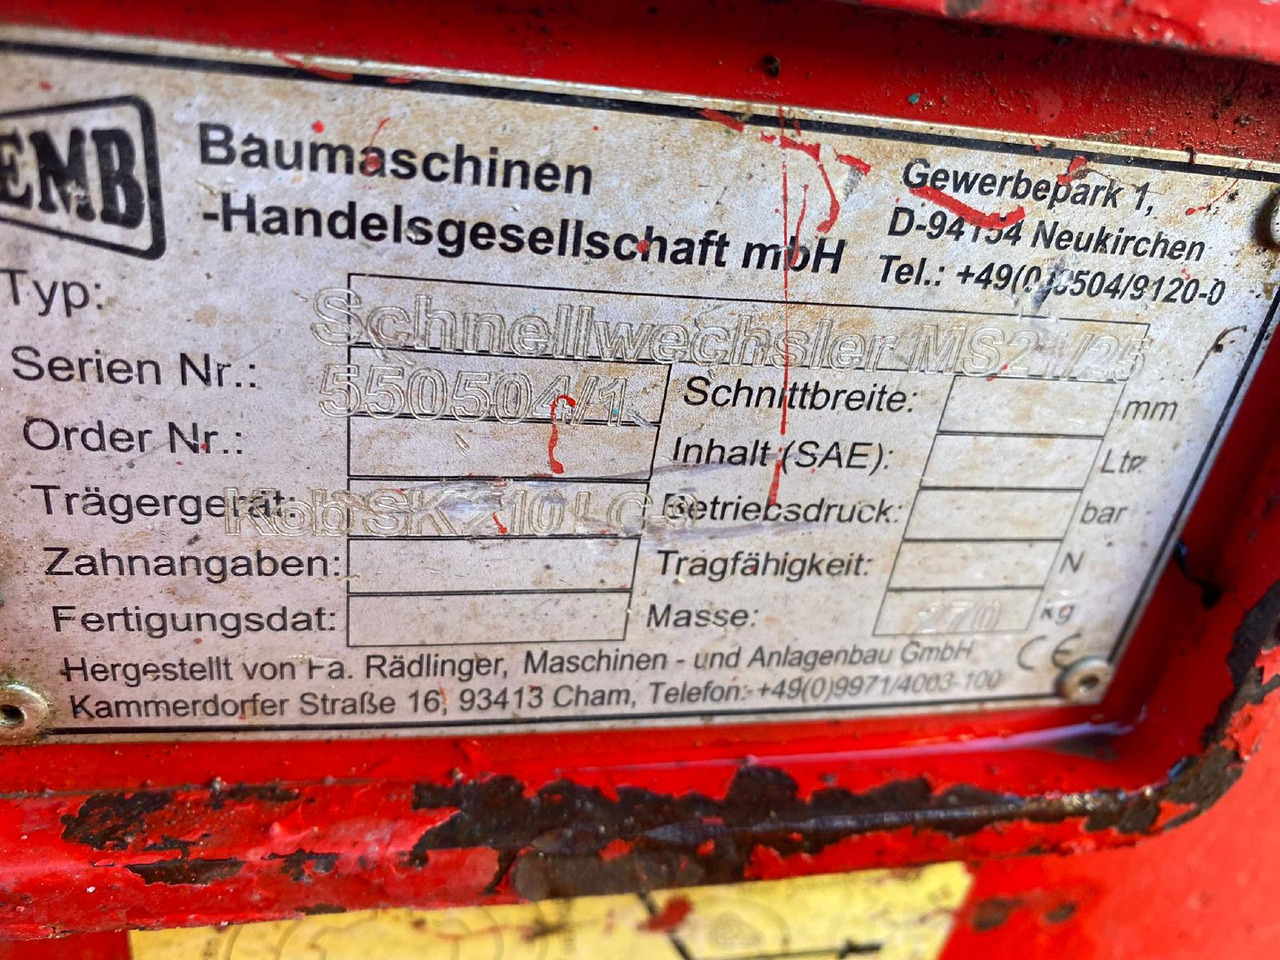 EMB
Baumaschinen
-Handelsgesellschaft mbH
Gewerbepark 1,
D-94154 Neukirchen
Tel.: +49(0)8504/9120-0
Typ: Schnellwechsler MS21/25
Serien Nr.: 550504/1 Schnittbreite: mm
Order Nr.: Inhalt (SAE): Ltr
Trägergerät: Kob SK 210 LC Betriebsdruck: bar
Zahnangaben: Tragfähigkeit: N
Fertigungsdat: Masse: 270 kg
Hergestellt von Fa. Rädlinger, Maschinen - und Anlagenbau GmbH CE
Kammerdorfer Straße 16, 93413 Cham, Telefon: +49(0)9971/4003-100